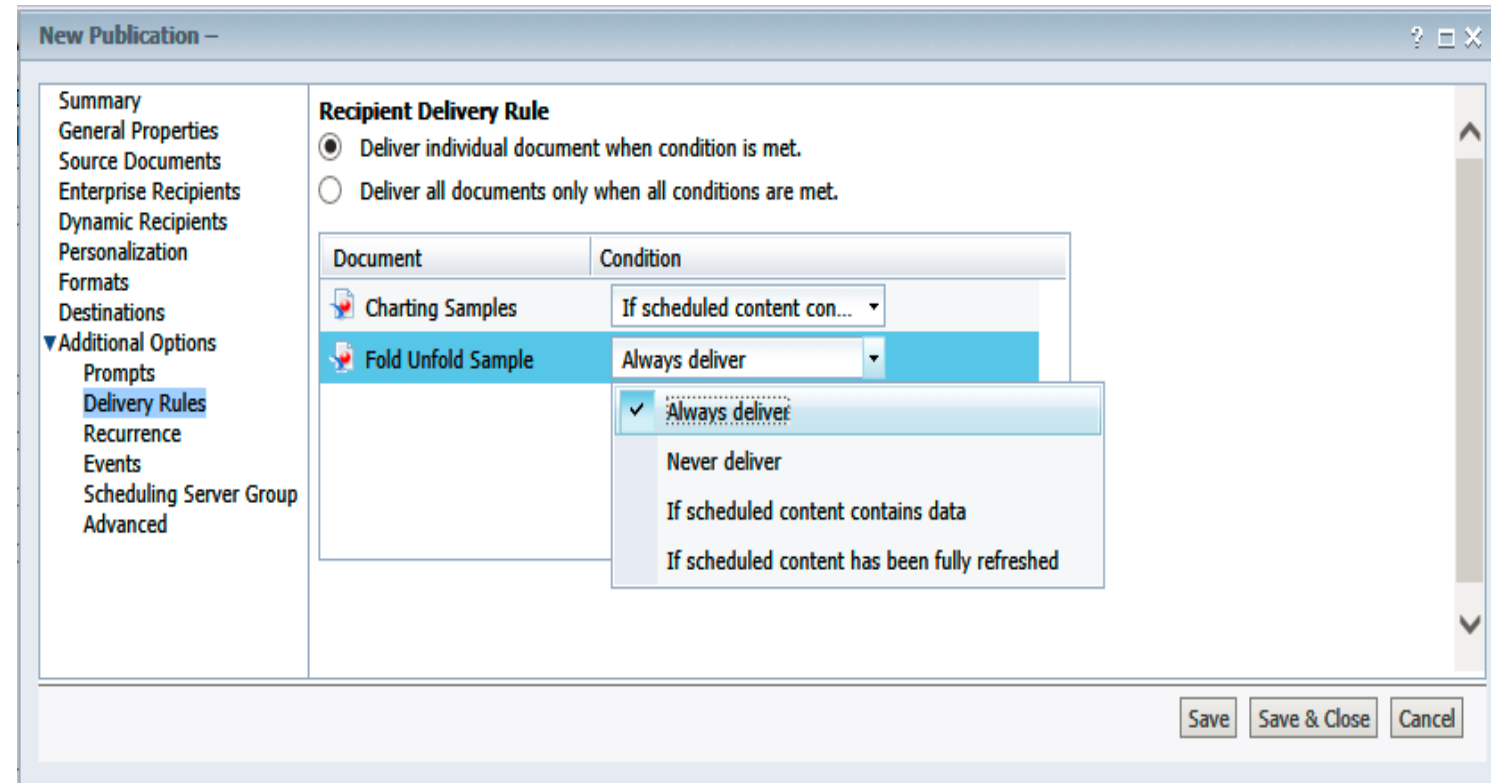 New Publication –
?
Summary
General Properties
Source Documents
Enterprise Recipients
Dynamic Recipients
Personalization
Formats
Destinations
Additional Options
Prompts
Delivery Rules
Recurrence
Events
Scheduling Server Group
Advanced
Recipient Delivery Rule
Deliver individual document when condition is met.
Deliver all documents only when all conditions are met.
Document Condition
Charting Samples If scheduled content con...
Fold Unfold Sample Always deliver
Always deliver
Never deliver
If scheduled content contains data
If scheduled content has been fully refreshed
Save Save & Close Cancel